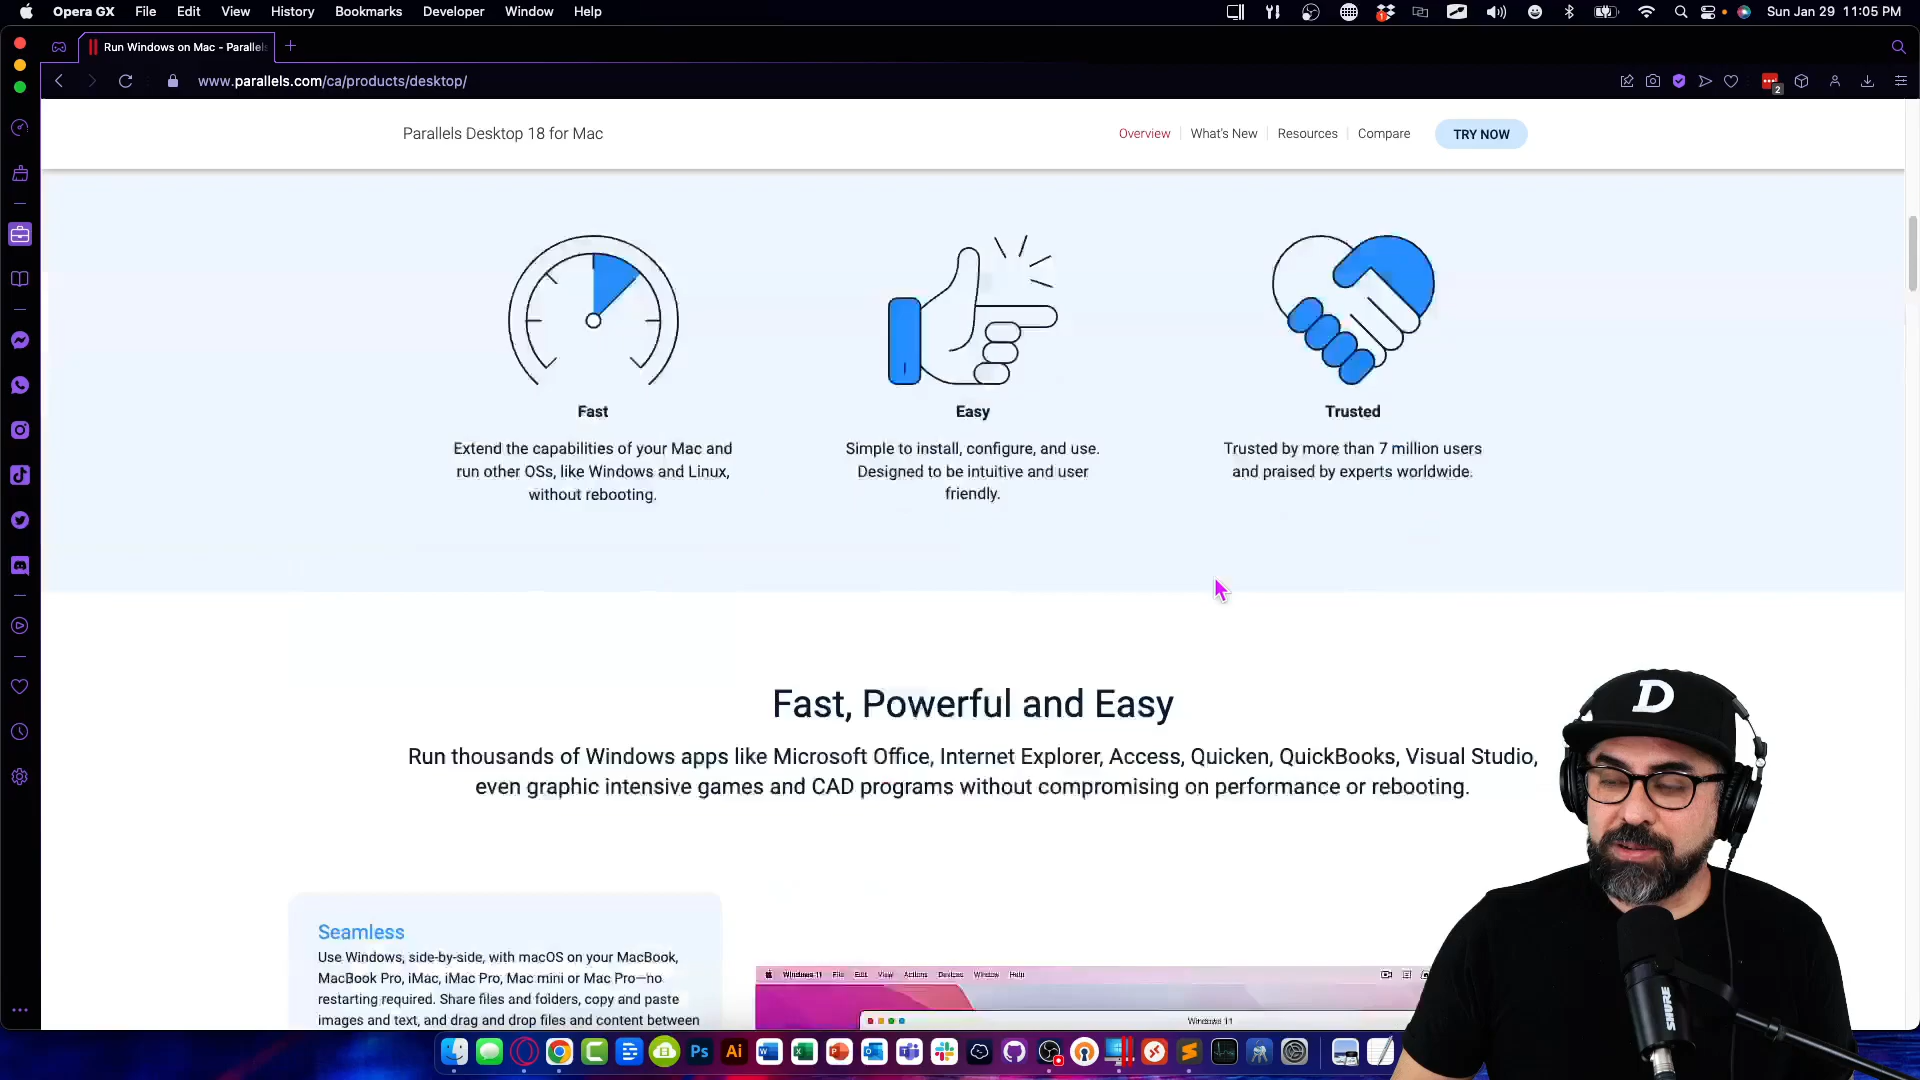 Opera GX File Edit View History Bookmarks Developer Window Help
Sun Jan 29 11:05 PM
Run Windows on Mac - Parallels
www.parallels.com/ca/products/desktop/
2
Parallels Desktop 18 for Mac
Overview What's New Resources Compare TRY NOW
Fast
Extend the capabilities of your Mac and
run other OSs, like Windows and Linux,
without rebooting.
Easy
Simple to install, configure, and use.
Designed to be intuitive and user
friendly.
Trusted
Trusted by more than 7 million users
and praised by experts worldwide.
Fast, Powerful and Easy
Run thousands of Windows apps like Microsoft Office, Internet Explorer, Access, Quicken, QuickBooks, Visual Studio,
even graphic intensive games and CAD programs without compromising on performance or rebooting.
Seamless
Use Windows, side-by-side, with macOS on your MacBook,
MacBook Pro, iMac, iMac Pro, Mac mini or Mac Pro—no
restarting required. Share files and folders, copy and paste
images and text, and drag and drop files and content between
Windows 11 File Edit View Actions Devices Window Help
Windows 11
D
SHURE
Ps Ai